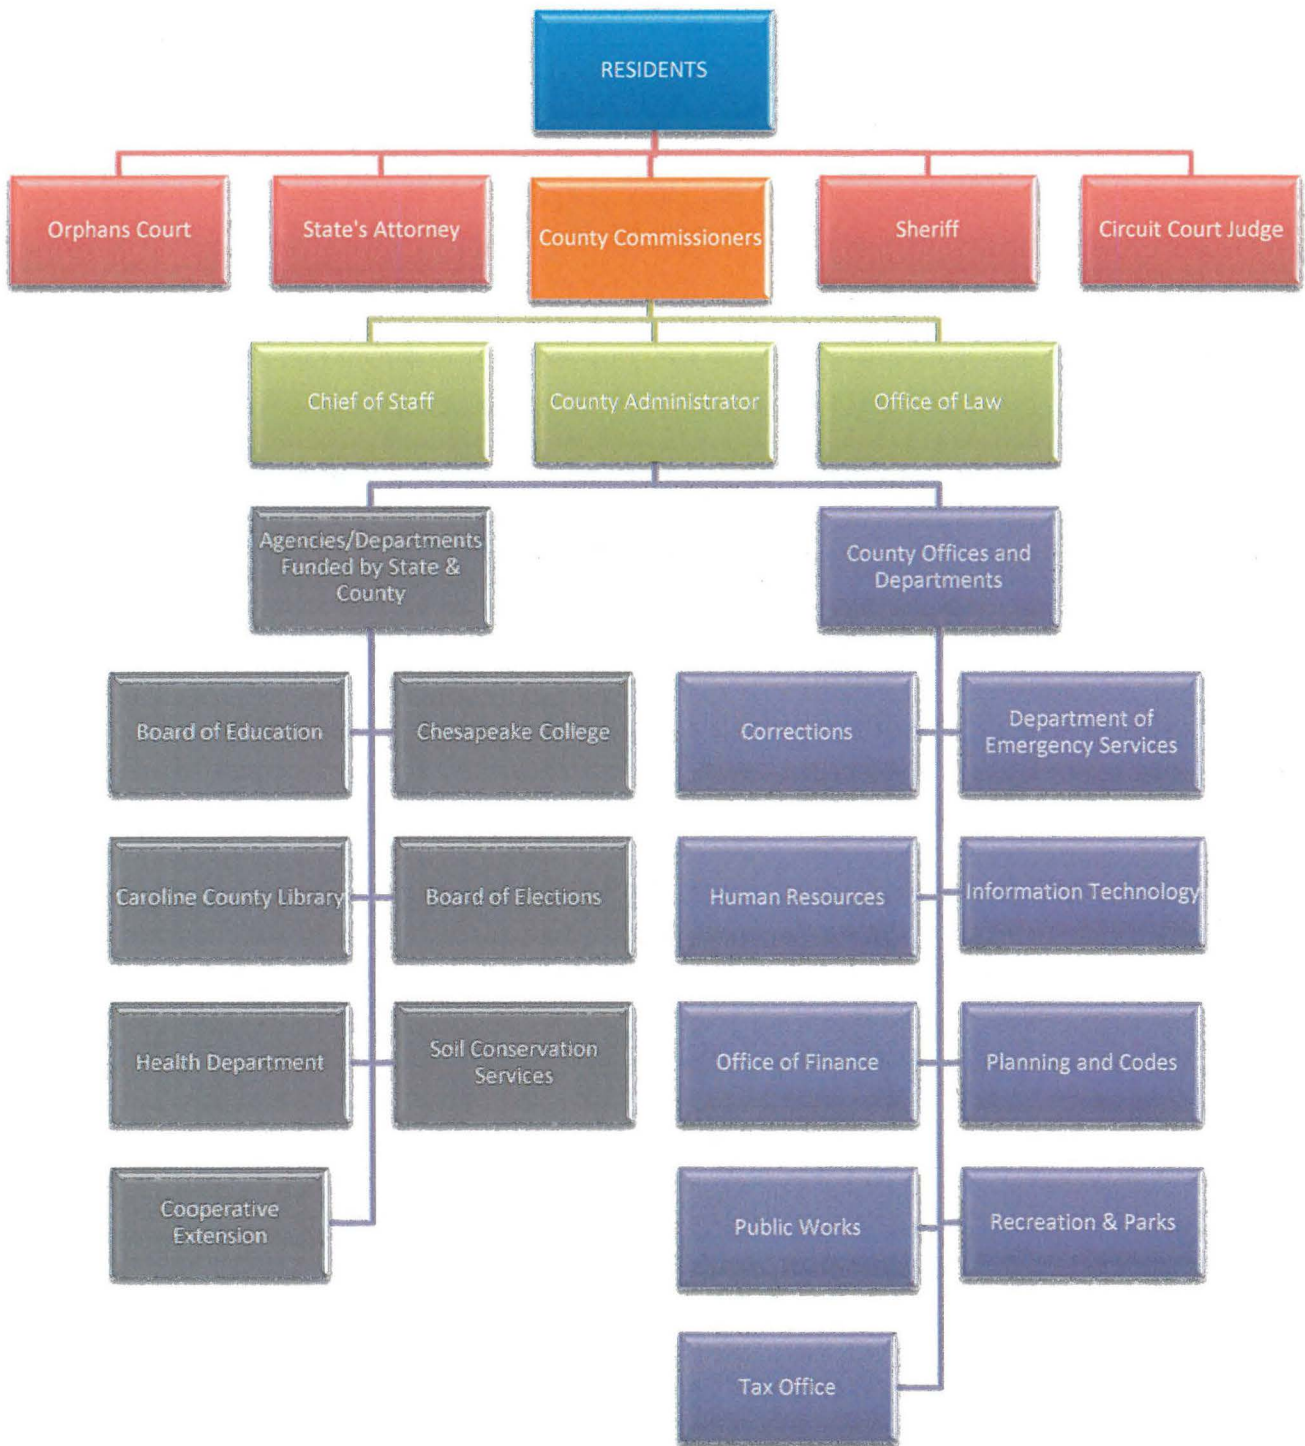 RESIDENTS
Orphans Court
State's Attorney
County Commissioners
Sheriff
Circuit Court Judge
Chief of Staff
County Administrator
Office of Law
Agencies/Departments
Funded by State &
County
County Offices and
Departments
Board of Education
Chesapeake College
Corrections
Department of
Emergency Services
Caroline County Library
Board of Elections
Human Resources
Information Technology
Health Department
Soil Conservation
Services
Office of Finance
Planning and Codes
Cooperative
Extension
Public Works
Recreation & Parks
Tax Office